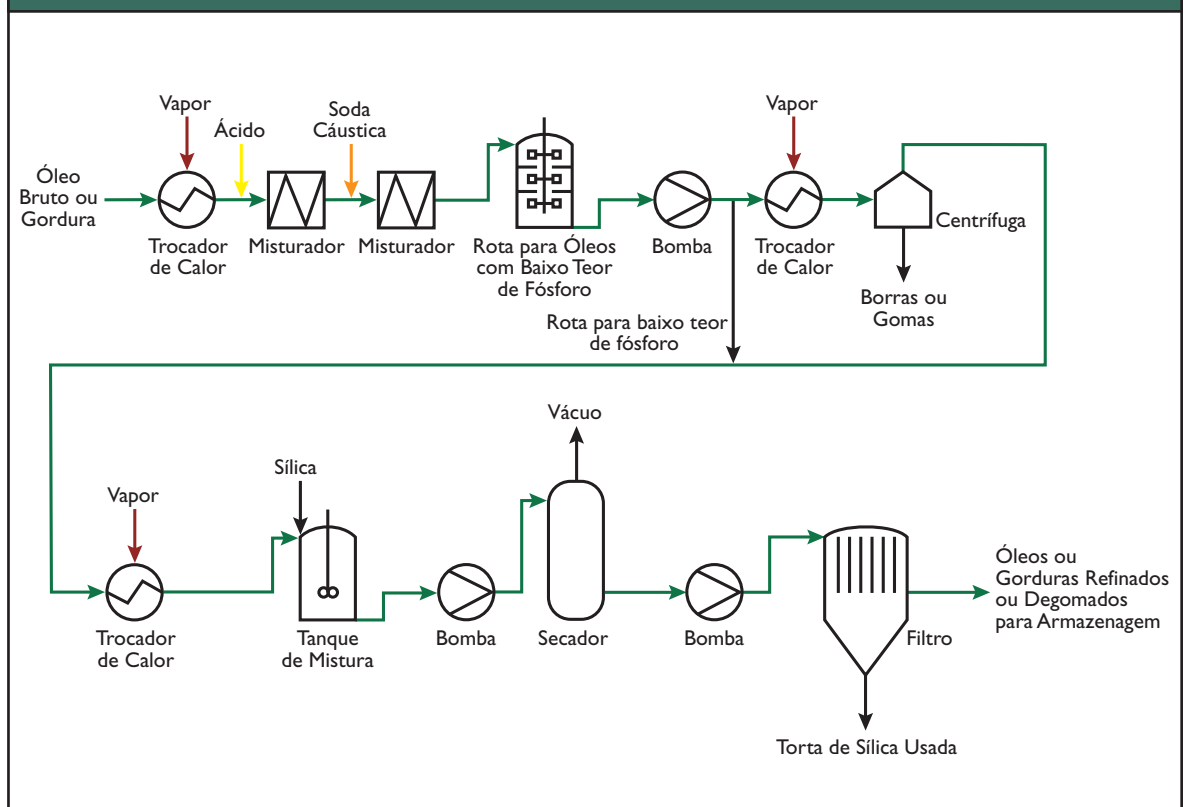 Vapor
Ácido
Soda
Cáustica
Vapor
Óleo
Bruto ou
Gordura
Trocador
de Calor
Misturador
Misturador
Rota para Óleos
com Baixo Teor
de Fósforo
Bomba
Trocador
de Calor
Centrífuga
Borras ou
Gomas
Rota para baixo teor
de fósforo
Vapor
Sílica
Vácuo
Trocador
de Calor
Tanque
de Mistura
Bomba
Secador
Bomba
Filtro
Óleos ou
Gorduras Refinados
ou Degomados
para Armazenagem
Torta de Sílica Usada